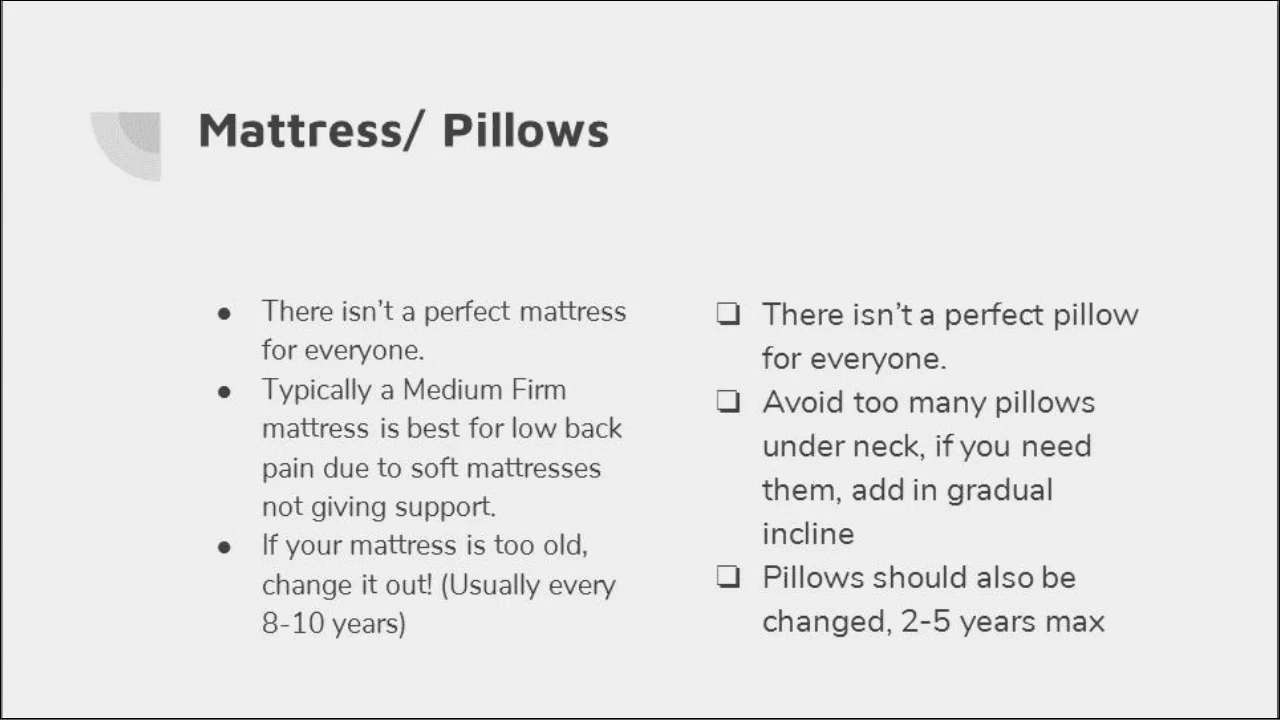 Mattress/ Pillows
● There isn't a perfect mattress
for everyone.
● Typically a Medium Firm
mattress is best for low back
pain due to soft mattresses
not giving support.
● If your mattress is too old,
change it out! (Usually every
8-10 years)
❏ There isn't a perfect pillow
for everyone.
❏ Avoid too many pillows
under neck, if you need
them, add in gradual
incline
❏ Pillows should also be
changed, 2-5 years max